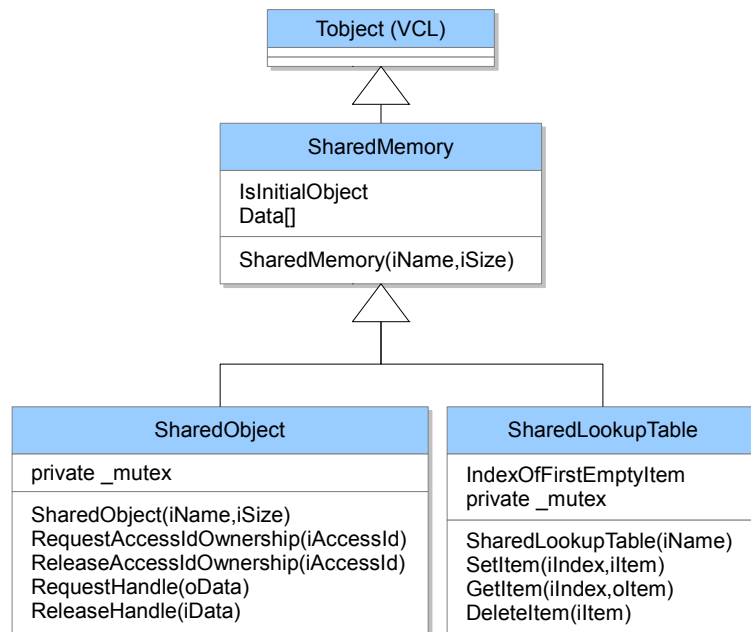 Tobject (VCL)
SharedMemory
IsInitialObject
Data[]
SharedMemory(iName,iSize)
SharedObject
private _mutex
SharedObject(iName,iSize)
RequestAccessIdOwnership(iAccessId)
ReleaseAccessIdOwnership(iAccessId)
RequestHandle(oData)
ReleaseHandle(iData)
SharedLookupTable
IndexOfFirstEmptyItem
private _mutex
SharedLookupTable(iName)
SetItem(iIndex,iItem)
GetItem(iIndex,oItem)
DeleteItem(iItem)